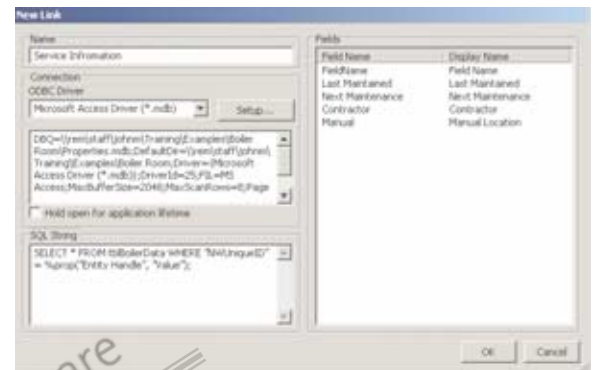 New Link
Name
Service Infromation
Connection
ODBC Driver
Microsoft Access Driver (*.mdb)
Setup...
DBQ=\\ren\staff\johnn\Training\Examples\Boiler
Room\Properties.mdb;DefaultDir=\\ren\staff\johnn\
Training\Examples\Boiler Room;Driver={Microsoft
Access Driver (*.mdb)};DriverId=25;FIL=MS
Access;MaxBufferSize=2048;MaxScanRows=8;Page
Hold open for application lifetime
SQL String
SELECT * FROM tblBoilerData WHERE "NWUniqueID"
= %prop("Entity Handle", "Value");
Fields
Field Name
Display Name
FieldName
Field Name
Last Maintained
Last Maintained
Next Maintenance
Next Maintenance
Contractor
Contractor
Manual
Manual Location
OK
Cancel